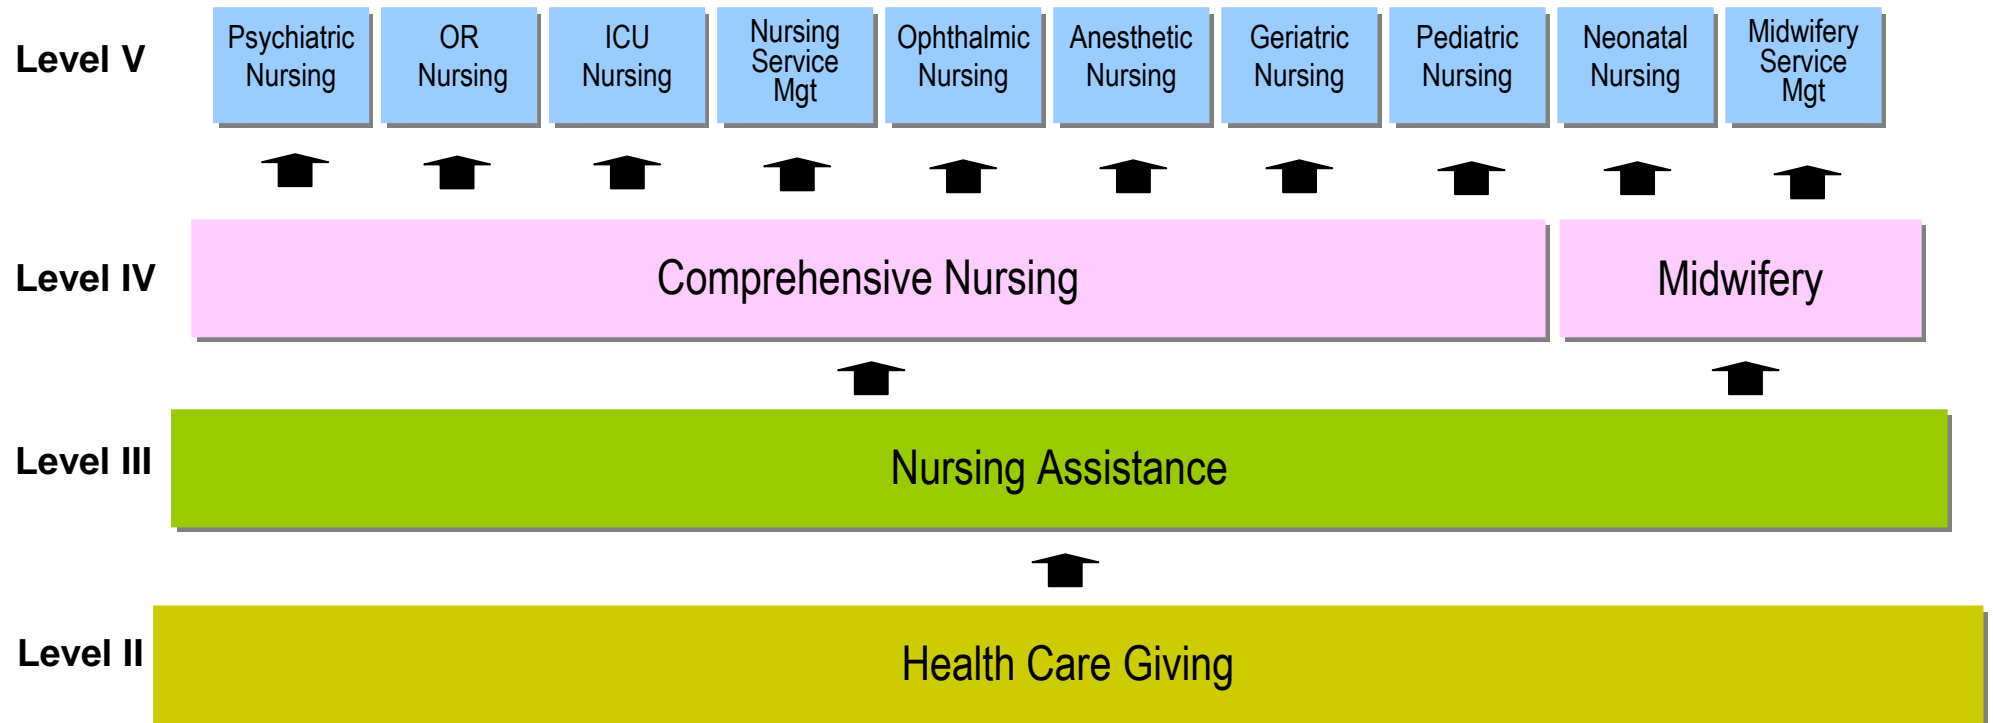 Level V
Psychiatric
Nursing
OR
Nursing
ICU
Nursing
Nursing
Service
Mgt
Ophthalmic
Nursing
Anesthetic
Nursing
Geriatric
Nursing
Pediatric
Nursing
Neonatal
Nursing
Midwifery
Service
Mgt
Level IV
Comprehensive Nursing
Midwifery
Level III
Nursing Assistance
Level II
Health Care Giving